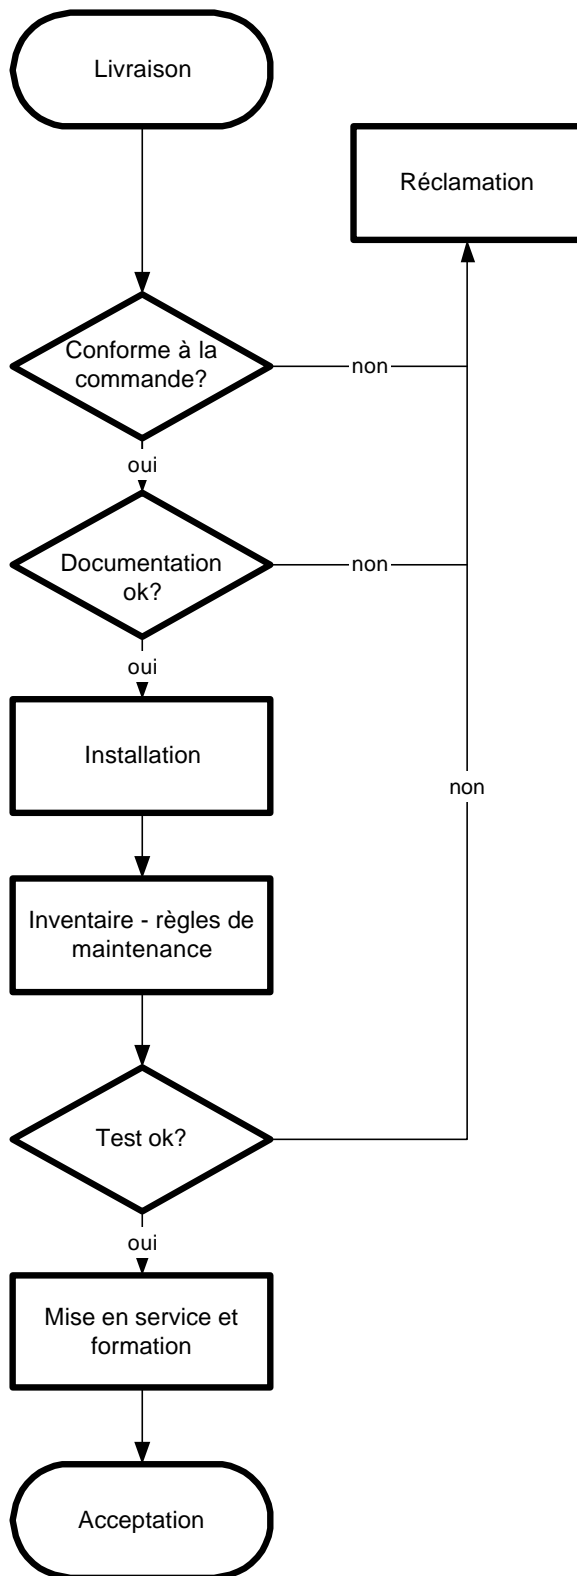 Livraison
Réclamation
Conforme à la
commande?
non
oui
Documentation
ok?
non
oui
Installation
non
Inventaire - règles de
maintenance
Test ok?
oui
Mise en service et
formation
Acceptation